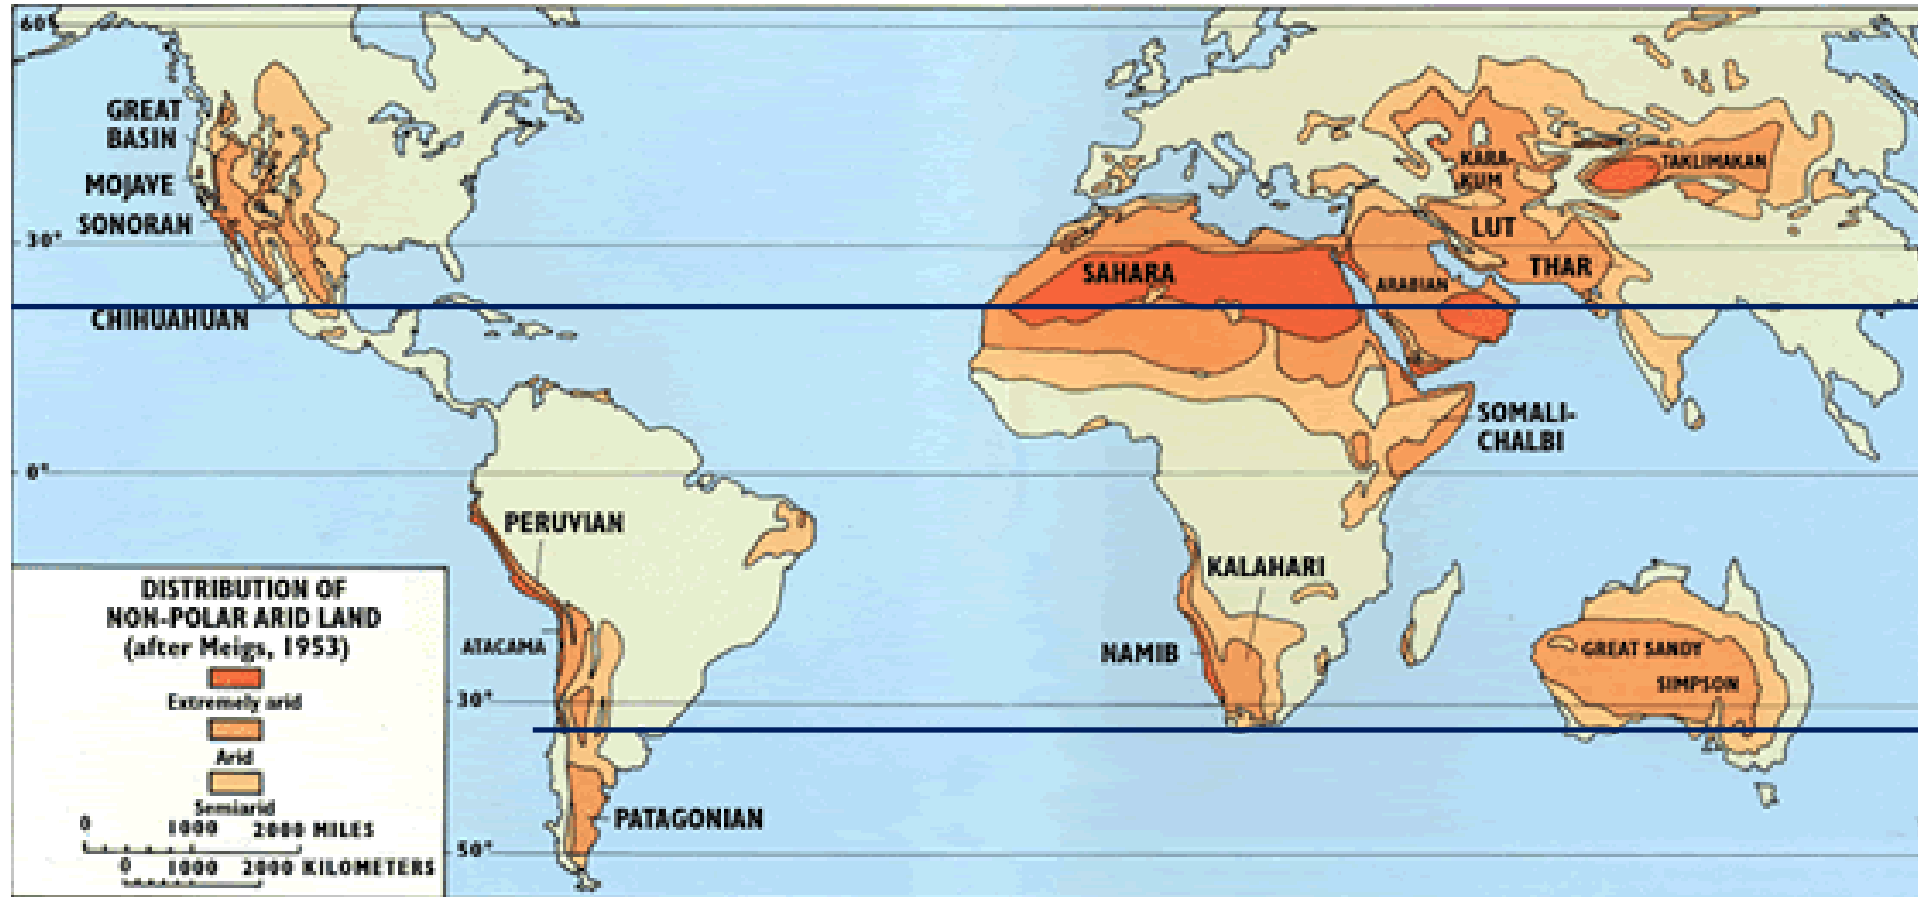 60°
GREAT
BASIN
MOJAVE
SONORAN
30°
CHIHUAHUAN
KARA-
KUM
TAKLIMAKAN
LUT
THAR
SAHARA
ARABIAN
SOMALI-
CHALBI
0°
PERUVIAN
KALAHARI
ATACAMA
NAMIB
GREAT SANDY
SIMPSON
30°
PATAGONIAN
50°
DISTRIBUTION OF
NON-POLAR ARID LAND
(after Meigs, 1953)
Extremely arid
Arid
Semiarid
0 1000 2000 MILES
0 1000 2000 KILOMETERS